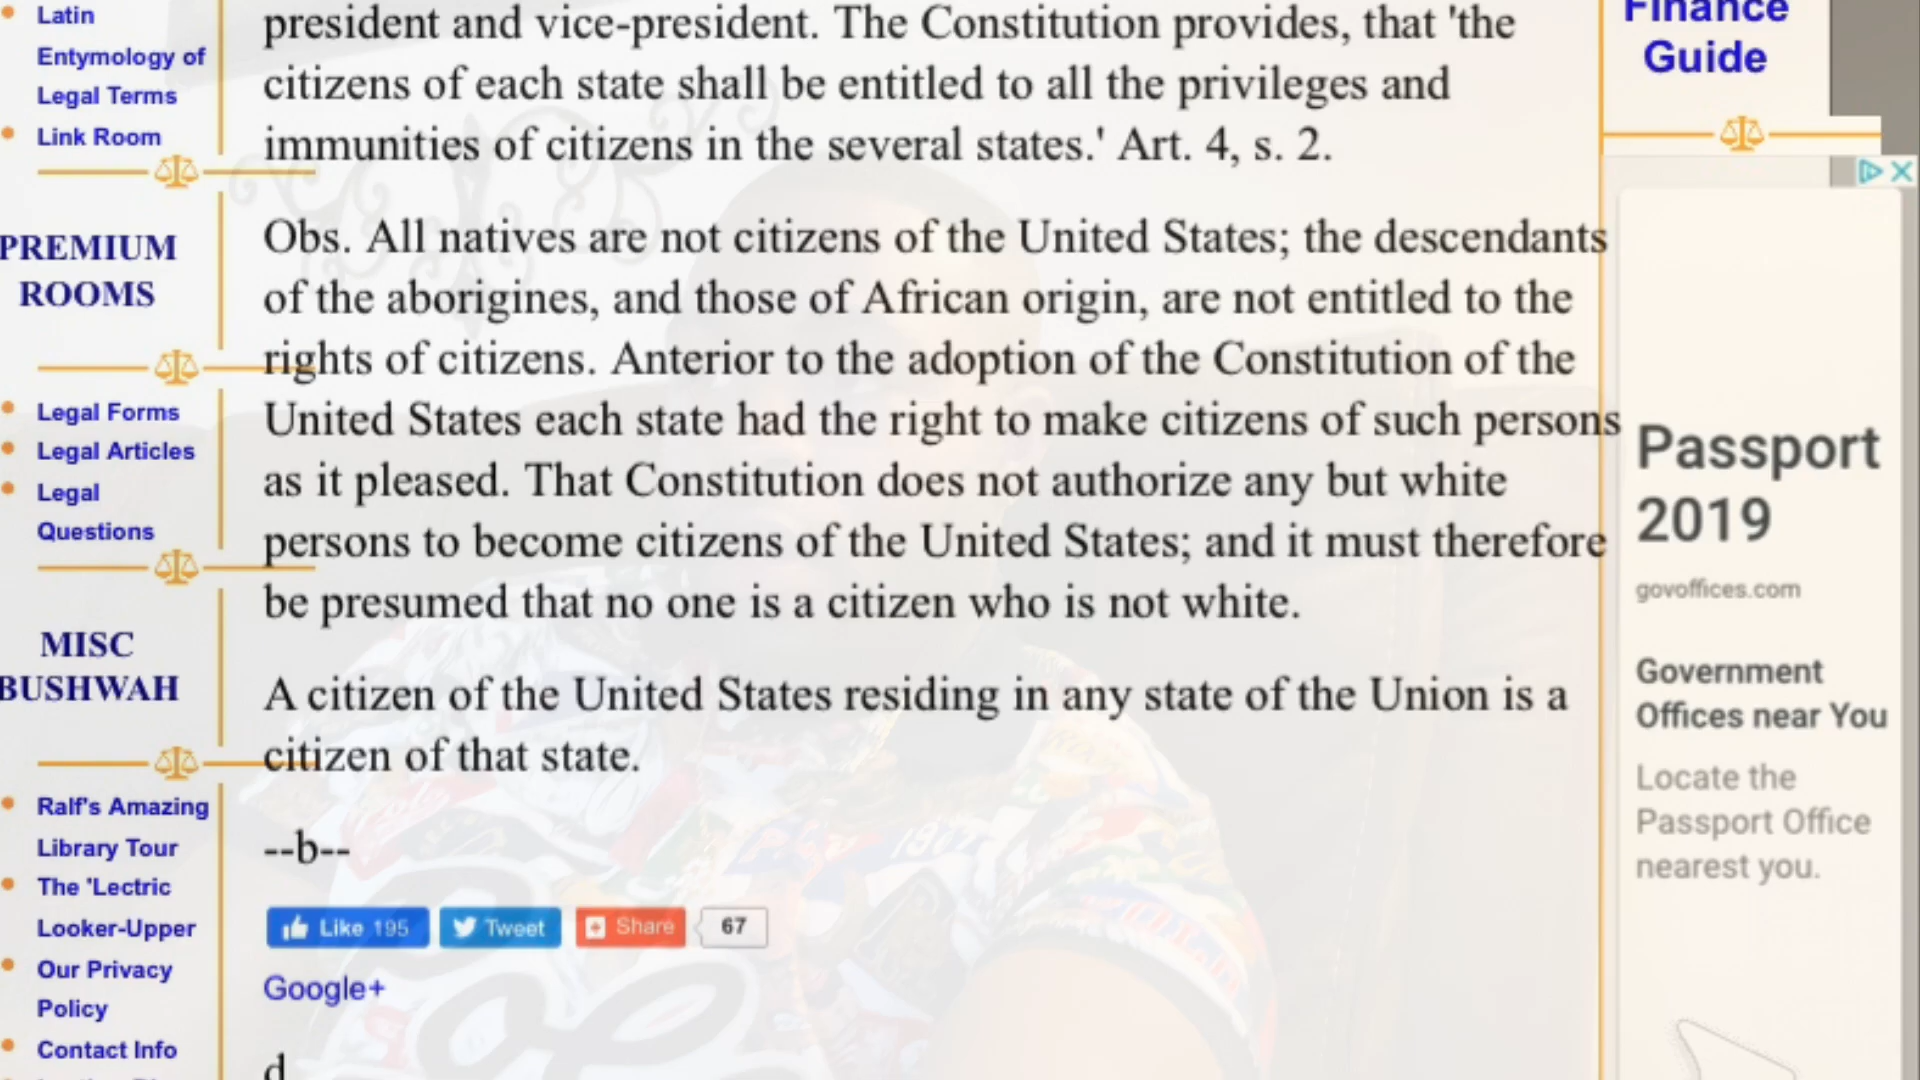 Latin
Entymology of
Legal Terms
Link Room
PREMIUM
ROOMS
Legal Forms
Legal Articles
Legal
Questions
MISC
BUSHWAH
Ralf's Amazing
Library Tour
The 'Lectric
Looker-Upper
Our Privacy
Policy
Contact Info
president and vice-president. The Constitution provides, that 'the
citizens of each state shall be entitled to all the privileges and
immunities of citizens in the several states.' Art. 4, s. 2.
Obs. All natives are not citizens of the United States; the descendants
of the aborigines, and those of African origin, are not entitled to the
rights of citizens. Anterior to the adoption of the Constitution of the
United States each state had the right to make citizens of such persons
as it pleased. That Constitution does not authorize any but white
persons to become citizens of the United States; and it must therefore
be presumed that no one is a citizen who is not white.
A citizen of the United States residing in any state of the Union is a
citizen of that state.
--b--
Like 195 Tweet Share 67
Google+
d
Finance
Guide
Passport
2019
govoffices.com
Government
Offices near You
Locate the
Passport Office
nearest you.